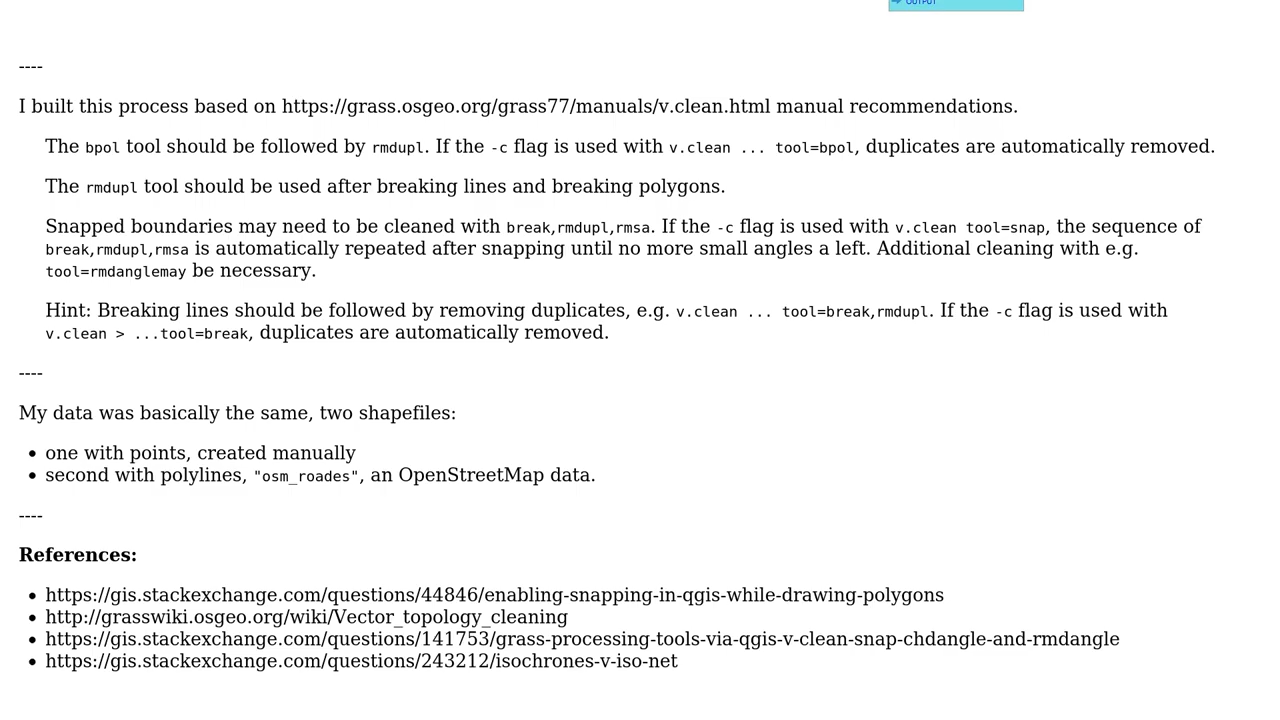 OUTPUT
----
I built this process based on https://grass.osgeo.org/grass77/manuals/v.clean.html manual recommendations.
The bpol tool should be followed by rmdupl. If the -c flag is used with v.clean ... tool=bpol, duplicates are automatically removed.
The rmdupl tool should be used after breaking lines and breaking polygons.
Snapped boundaries may need to be cleaned with break,rmdupl,rmsa. If the -c flag is used with v.clean tool=snap, the sequence of
break,rmdupl,rmsa is automatically repeated after snapping until no more small angles a left. Additional cleaning with e.g.
tool=rmdanglemay be necessary.
Hint: Breaking lines should be followed by removing duplicates, e.g. v.clean ... tool=break,rmdupl. If the -c flag is used with
v.clean > ...tool=break, duplicates are automatically removed.
----
My data was basically the same, two shapefiles:
• one with points, created manually
• second with polylines, "osm_roades", an OpenStreetMap data.
----
References:
• https://gis.stackexchange.com/questions/44846/enabling-snapping-in-qgis-while-drawing-polygons
• http://grasswiki.osgeo.org/wiki/Vector_topology_cleaning
• https://gis.stackexchange.com/questions/141753/grass-processing-tools-via-qgis-v-clean-snap-chdangle-and-rmdangle
• https://gis.stackexchange.com/questions/243212/isochrones-v-iso-net